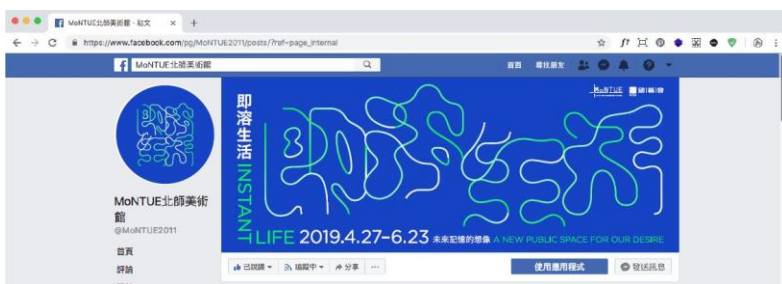 MoNTUE北師美術館 - 貼文
https://www.facebook.com/pg/MoNTUE2011/posts/?ref=page_internal
MoNTUE北師美術館
首頁 尋找朋友
MoNTUE
即溶生活 INSTANT LIFE 2019.4.27–6.23 未來記憶的想像 A NEW PUBLIC SPACE FOR OUR DESIRE
MoNTUE北師美術
館
@MoNTUE2011
首頁
評論
已說讚 追蹤中 分享 ...
使用應用程式 發送訊息